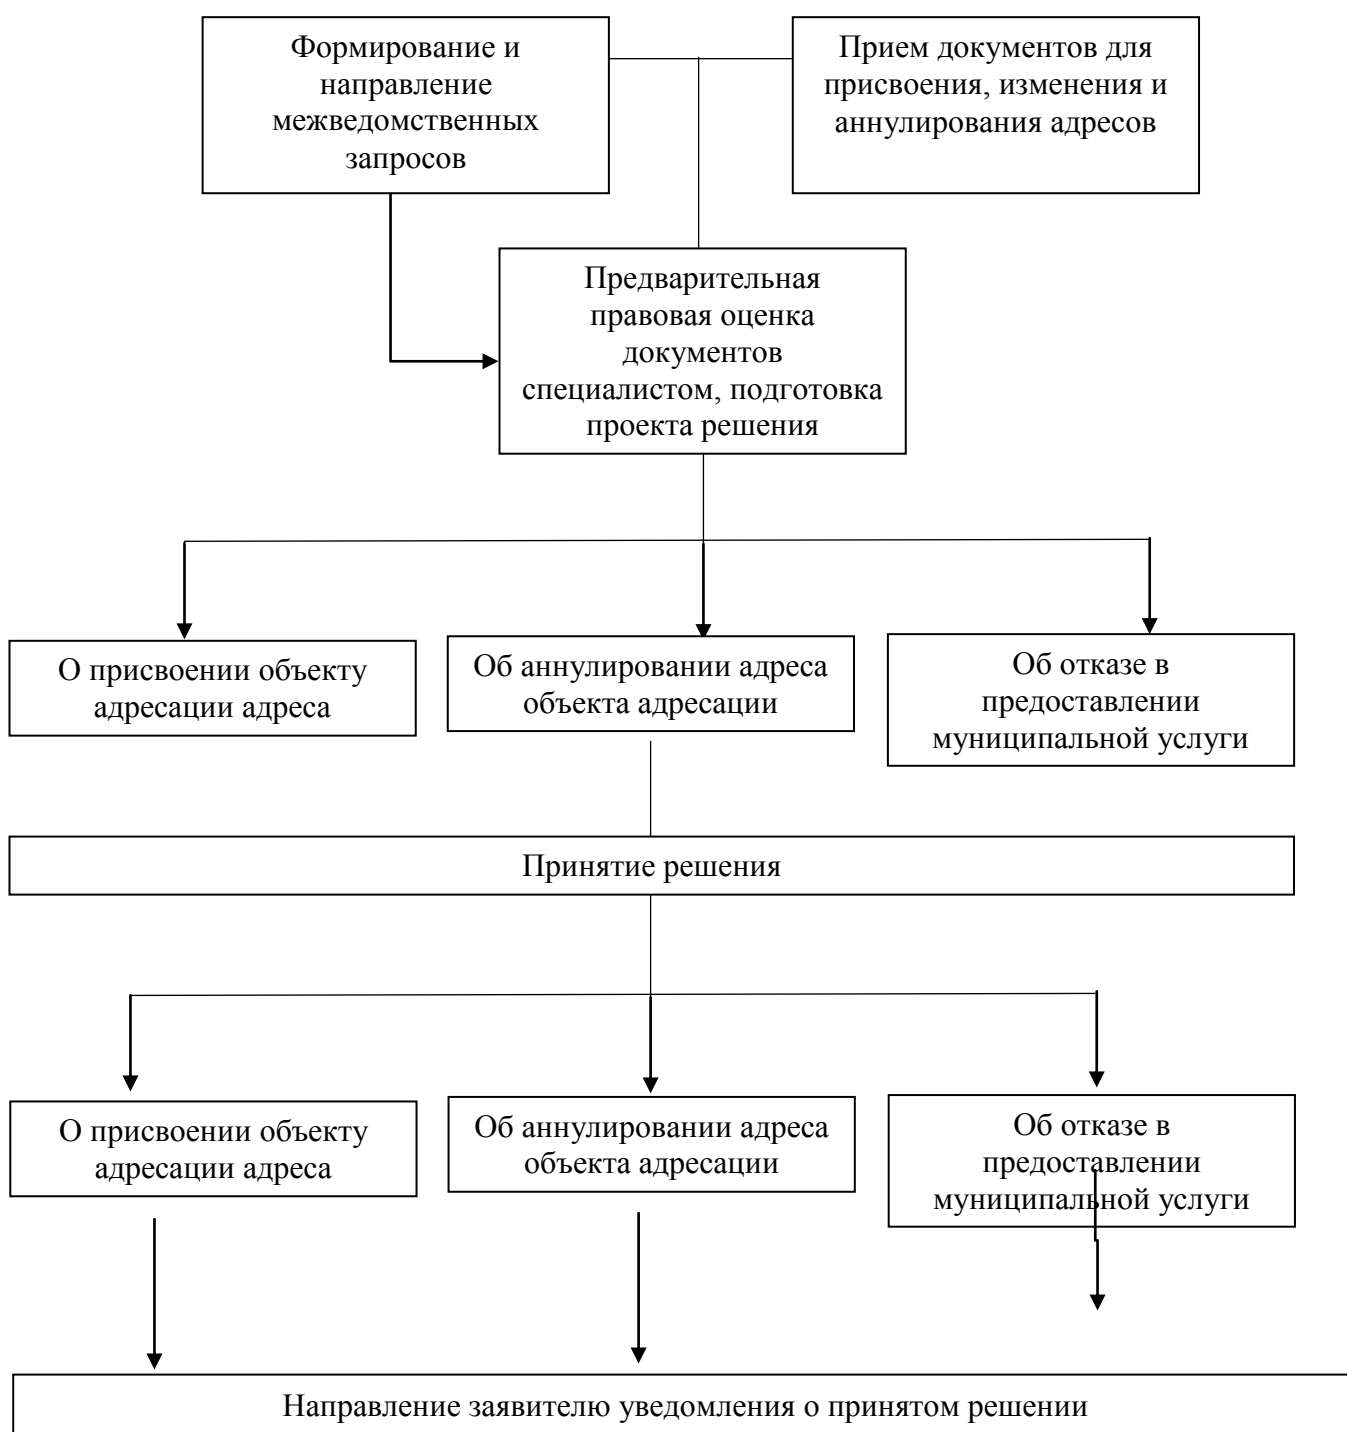 Формирование и
направление
межведомственных
запросов
Прием документов для
присвоения, изменения и
аннулирования адресов
Предварительная
правовая оценка
документов
специалистом, подготовка
проекта решения
О присвоении объекту
адресации адреса
Об аннулировании адреса
объекта адресации
Об отказе в
предоставлении
муниципальной услуги
Принятие решения
О присвоении объекту
адресации адреса
Об аннулировании адреса
объекта адресации
Об отказе в
предоставлении
муниципальной услуги
Направление заявителю уведомления о принятом решении